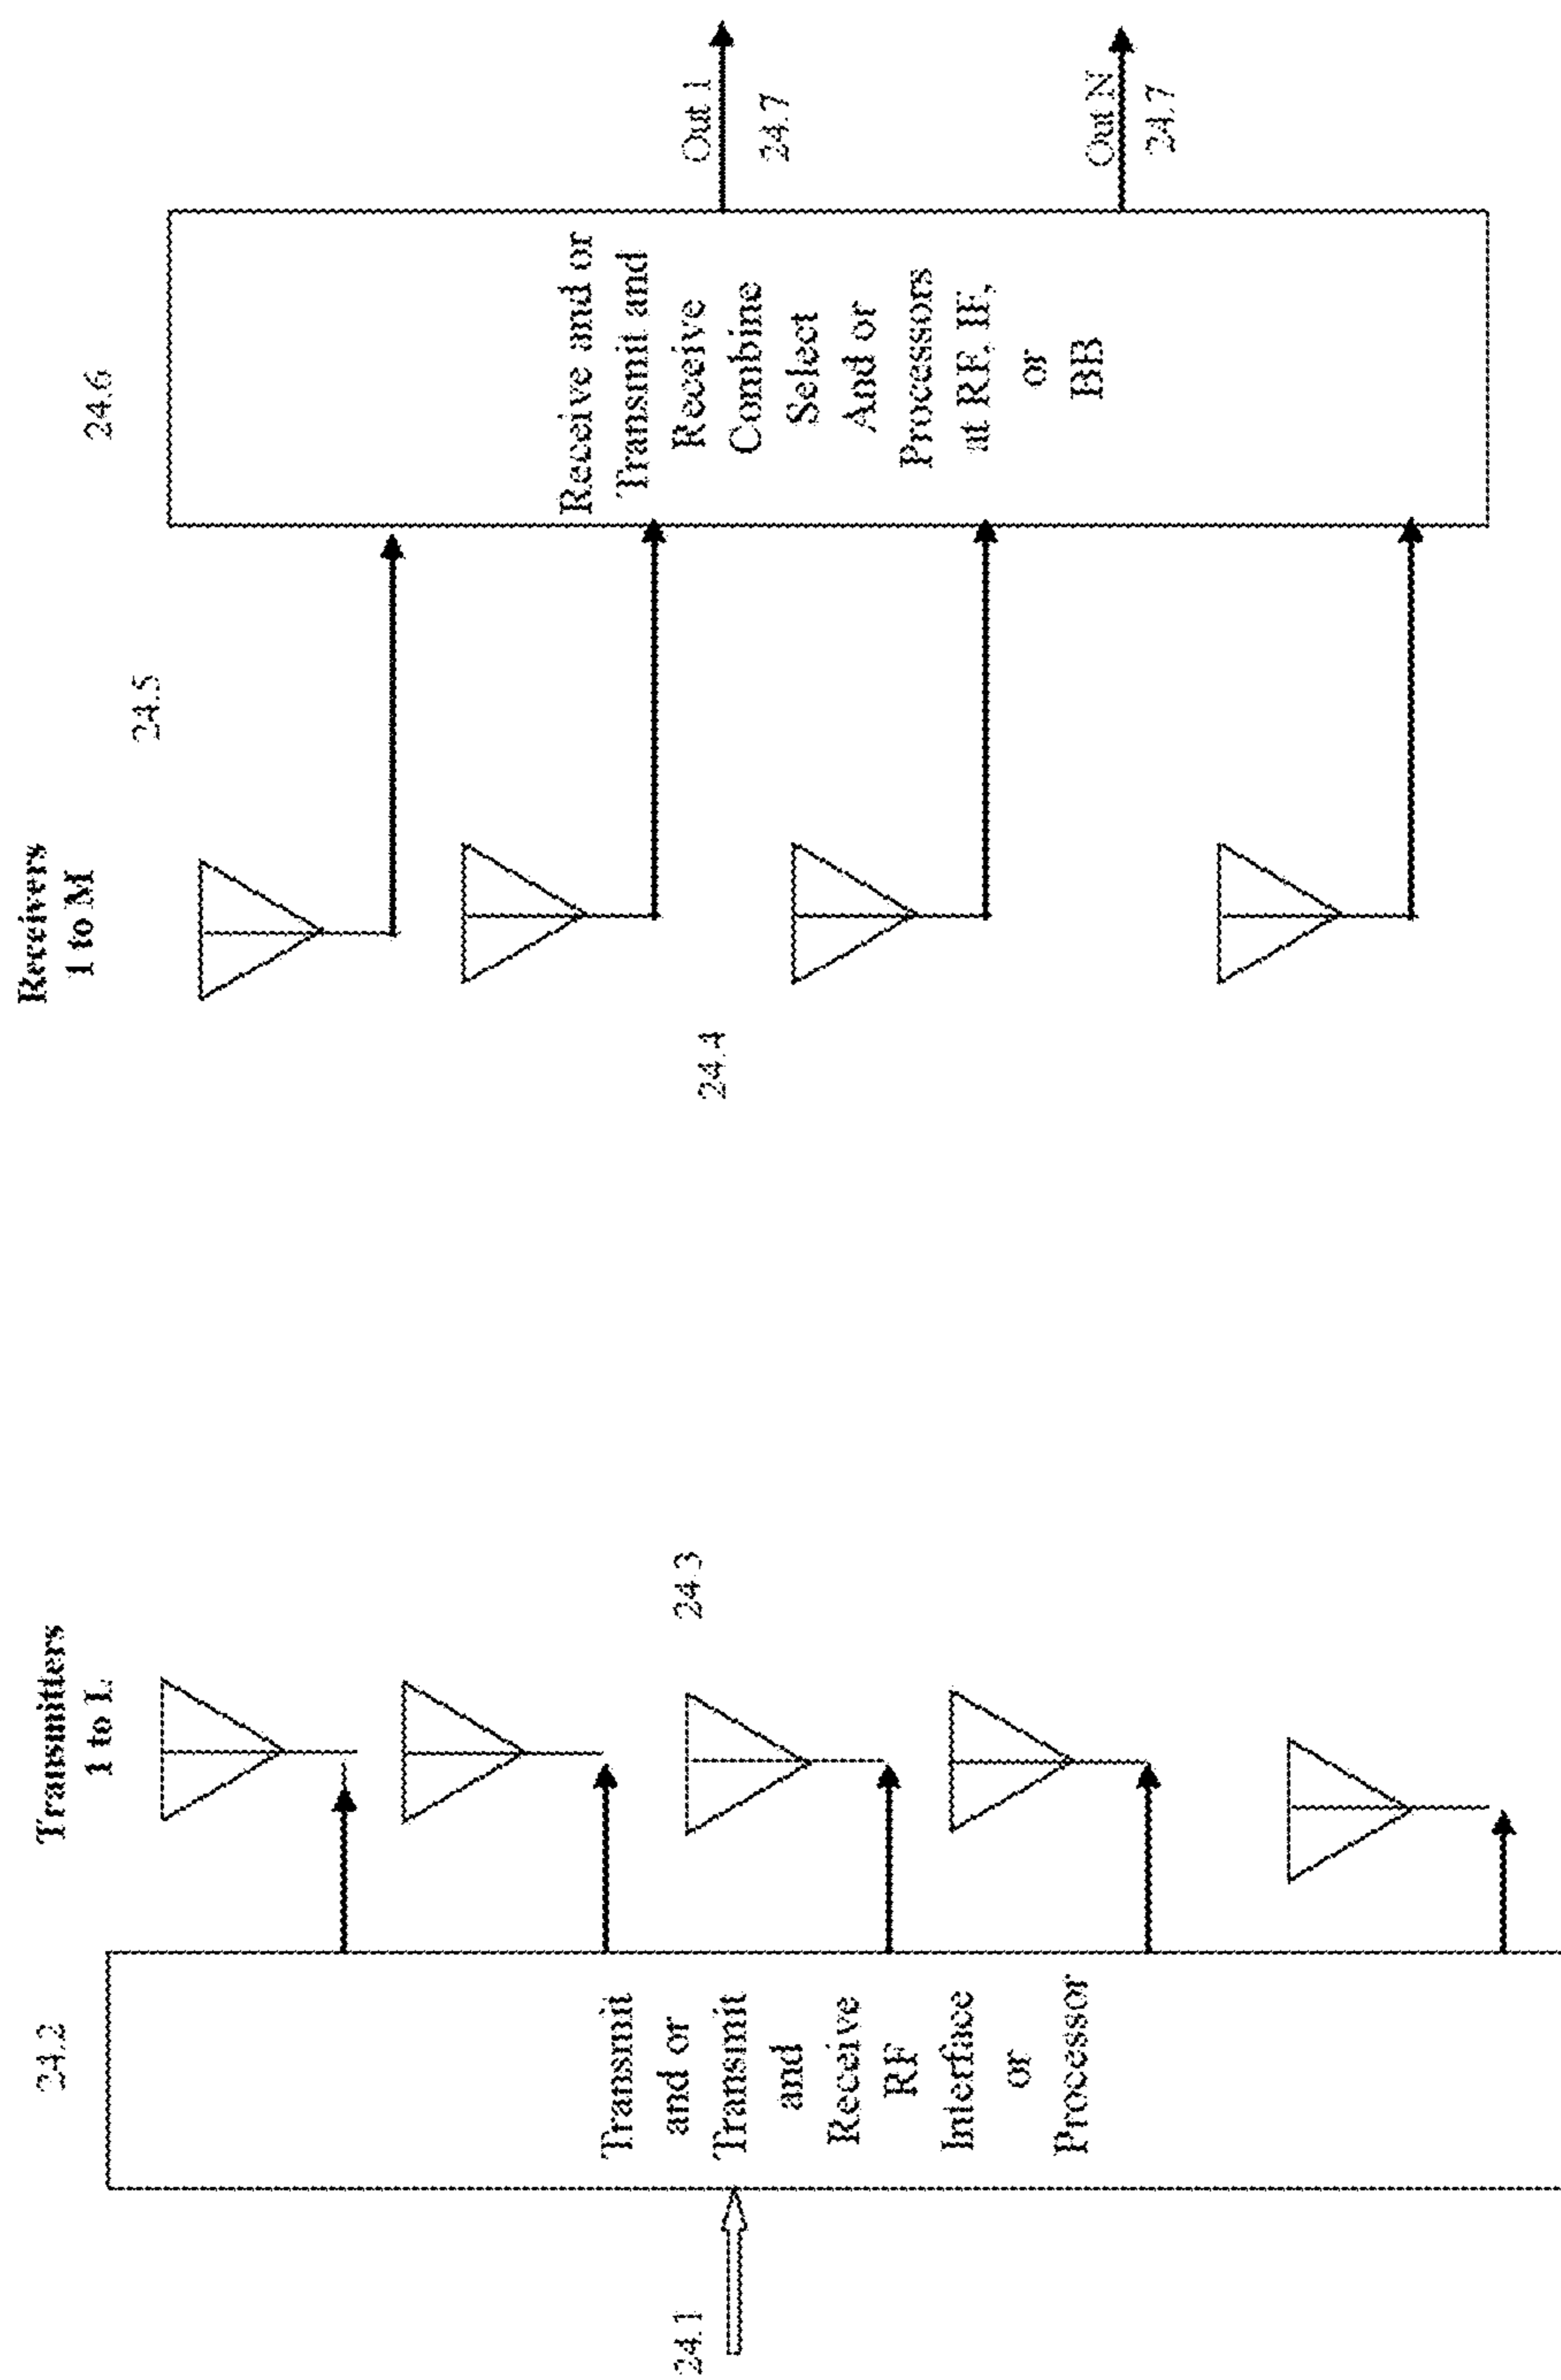 24.1
24.2
Transmit
and or
Transmit
and
Receive
RF
Interface
or
Processor
Transmitters
1 to L
24.3
24.4
Receivers
1 to M
24.5
24.6
Receive and or
Transmit and
Receive
Combine
Select
And or
Processors
at RF, IF,
or
BB
Out 1
24.7
Out N
24.7